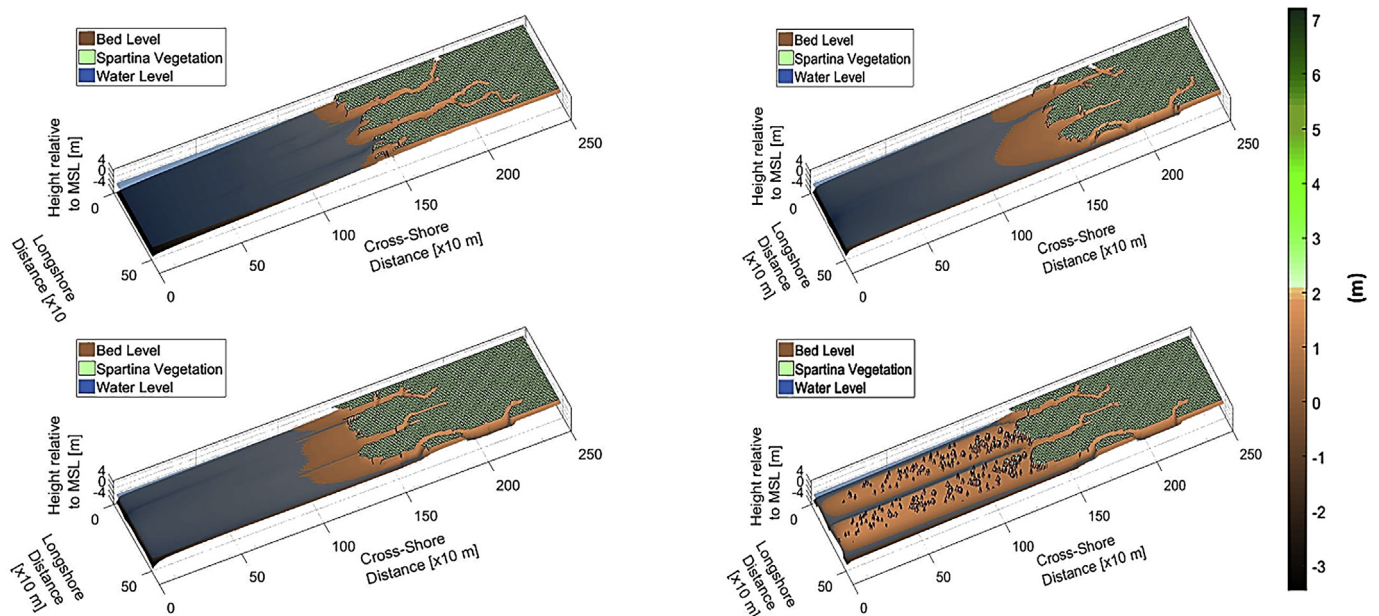 Bed Level
Spartina Vegetation
Water Level
Height relative
to MSL [m]
4
0
-4
0
50
Longshore
Distance [x10
0
50
100
150
200
250
Cross-Shore
Distance [x10 m]
Bed Level
Spartina Vegetation
Water Level
Height relative
to MSL [m]
4
0
-4
0
50
Longshore
Distance
[x10 m]
0
50
100
150
200
250
Cross-Shore
Distance [x10 m]
Bed Level
Spartina Vegetation
Water Level
Height relative
to MSL [m]
4
0
-4
0
50
Longshore
Distance
[x10 m]
0
50
100
150
200
250
Cross-Shore
Distance [x10 m]
Bed Level
Spartina Vegetation
Water Level
Height relative
to MSL [m]
4
0
-4
0
50
Longshore
Distance
[x10 m]
0
50
100
150
200
250
Cross-Shore
Distance [x10 m]
7
6
5
4
3
2
1
0
-1
-2
-3
(m)